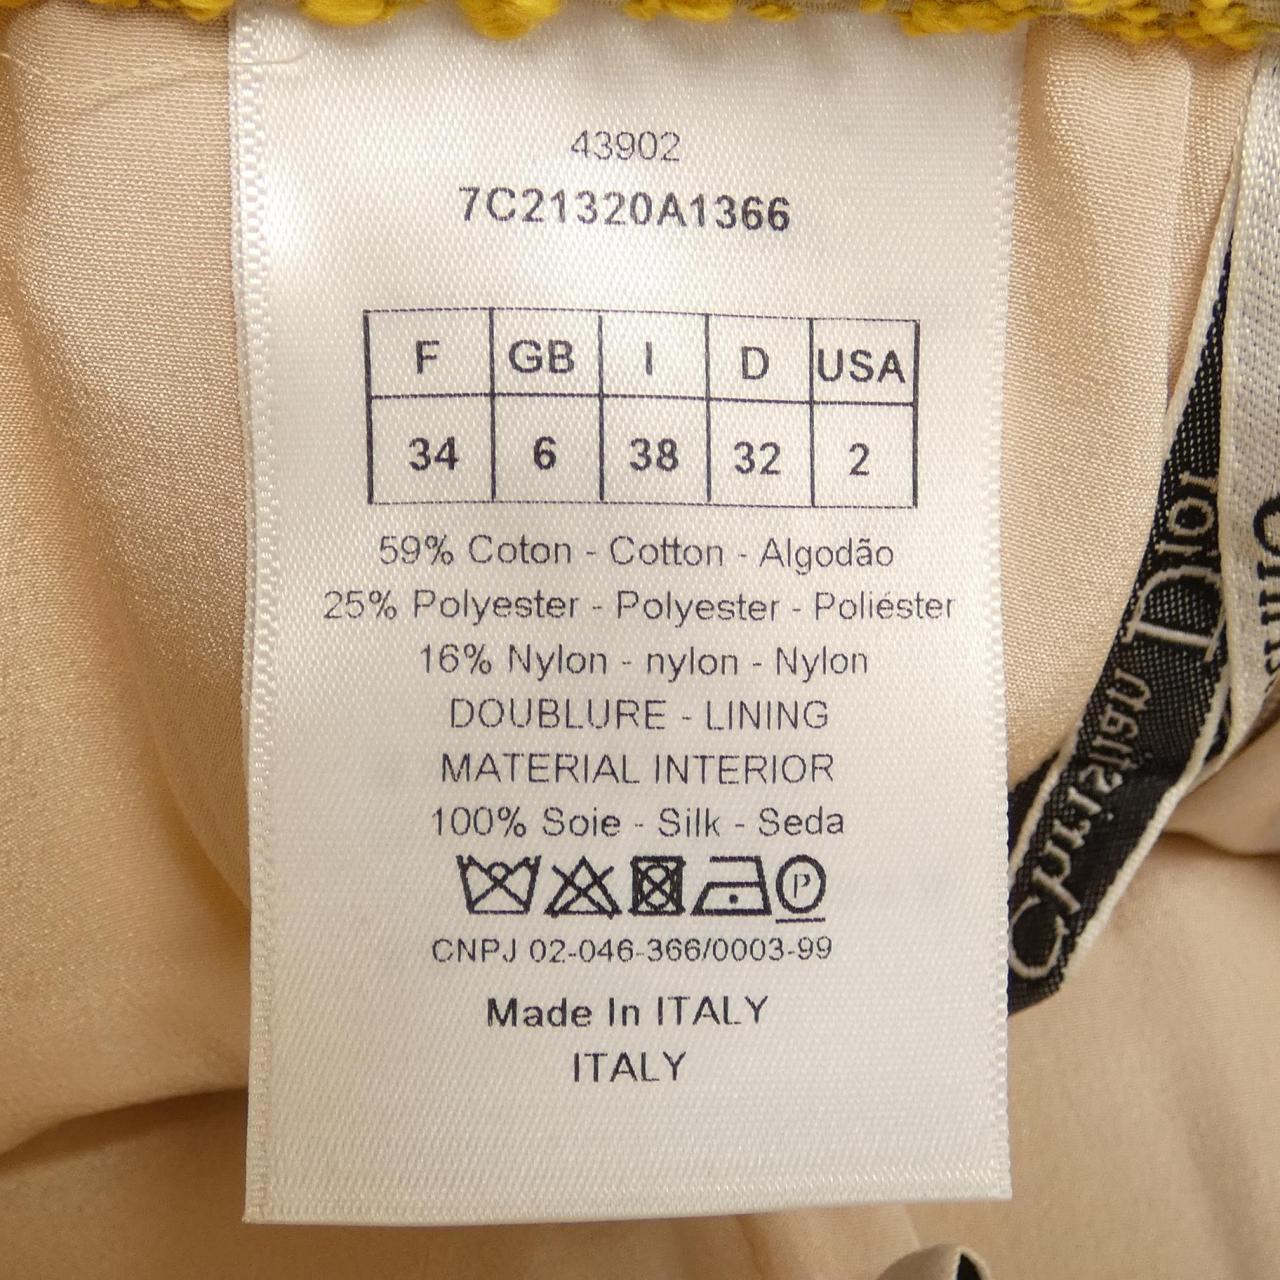 43902
7C21320A1366
F GB I D USA
34 6 38 32 2
59% Coton - Cotton - Algodão
25% Polyester - Polyester - Poliéster
16% Nylon - nylon - Nylon
DOUBLURE - LINING
MATERIAL INTERIOR
100% Soie - Silk - Seda
P
CNPJ 02-046-366/0003-99
Made In ITALY
ITALY
Christian Dior